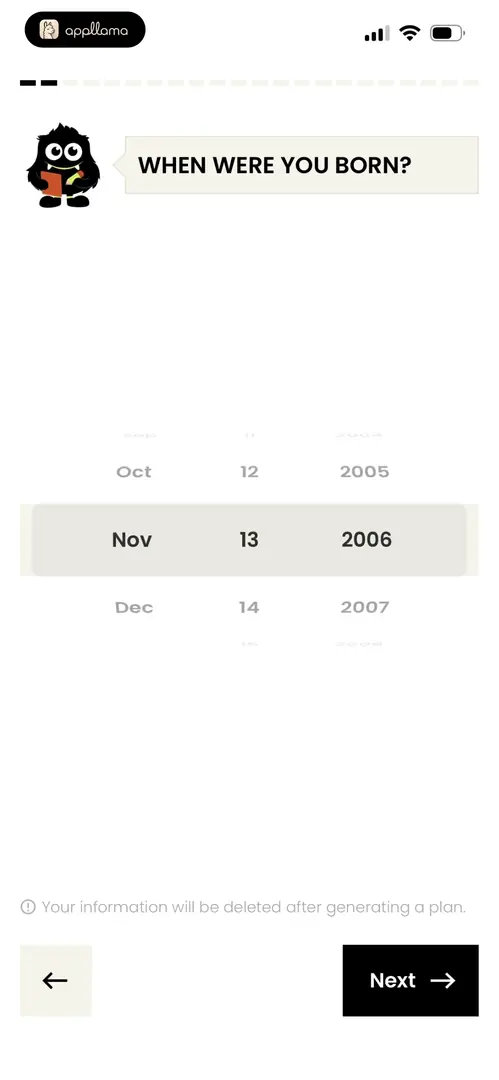 appllama
WHEN WERE YOU BORN?
Oct 12 2005
Nov 13 2006
Dec 14 2007
Your information will be deleted after generating a plan.
Next